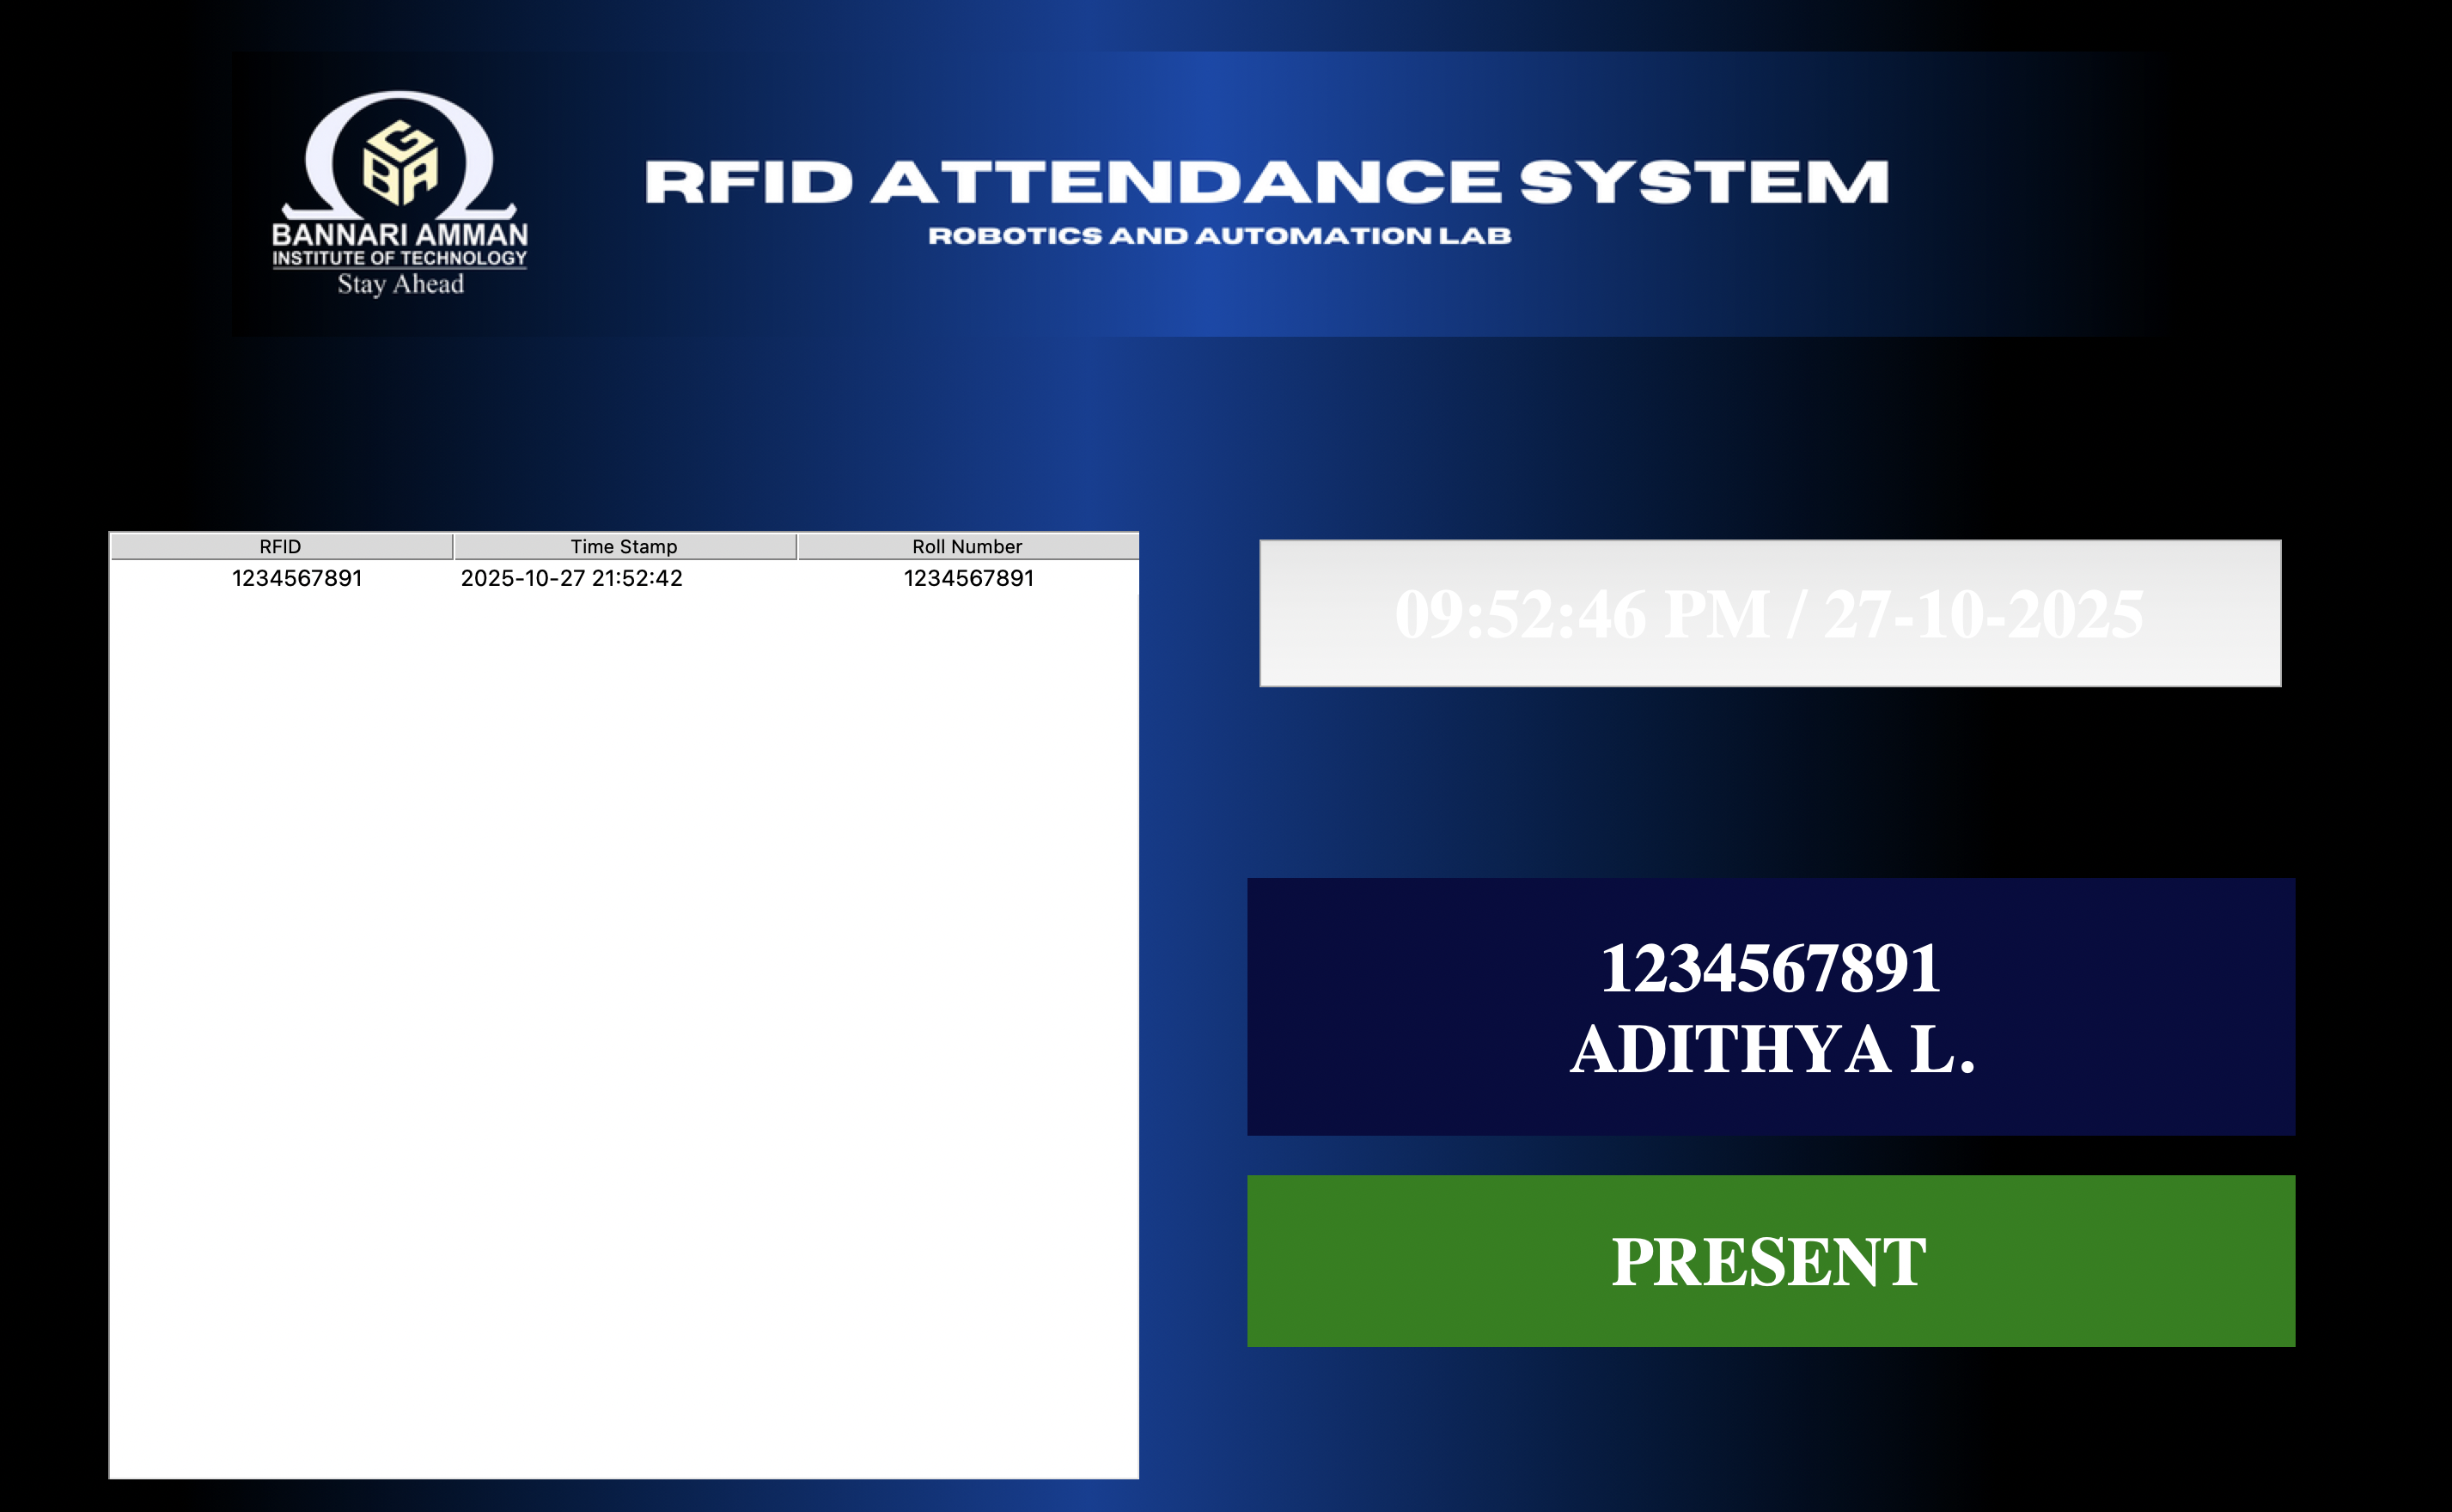 BANNARI AMMAN
INSTITUTE OF TECHNOLOGY
Stay Ahead
RFID ATTENDANCE SYSTEM
ROBOTICS AND AUTOMATION LAB
RFID Time Stamp Roll Number
1234567891 2025-10-27 21:52:42 1234567891
09:52:46 PM / 27-10-2025
1234567891
ADITHYA L.
PRESENT